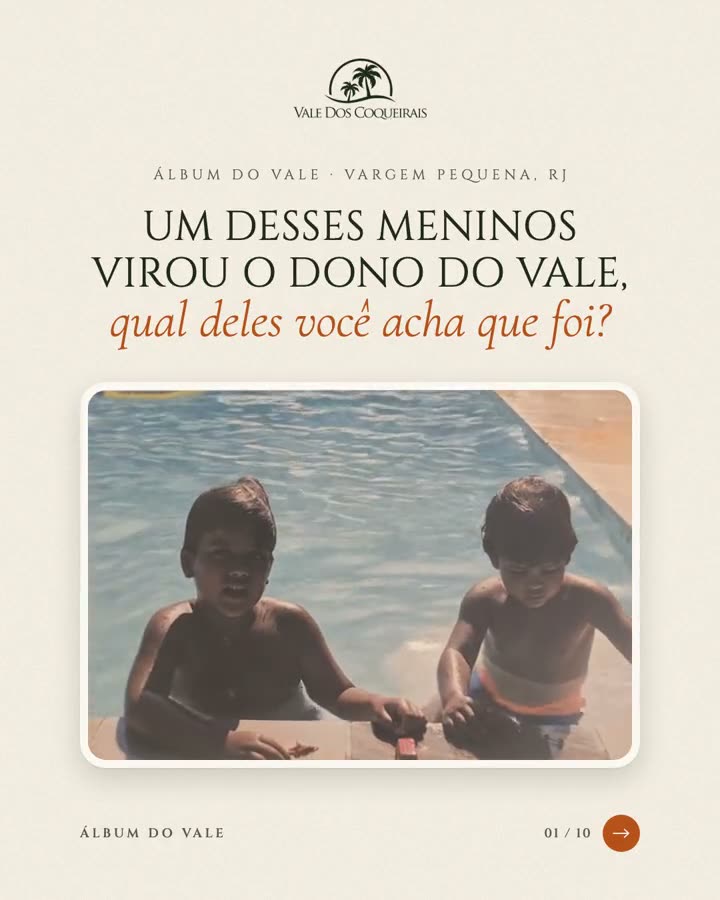 VALE DOS COQUEIRAIS
ÁLBUM DO VALE · VARGEM PEQUENA, RJ
UM DESSES MENINOS
VIROU O DONO DO VALE,
qual deles você acha que foi?
ÁLBUM DO VALE
01 / 10 →